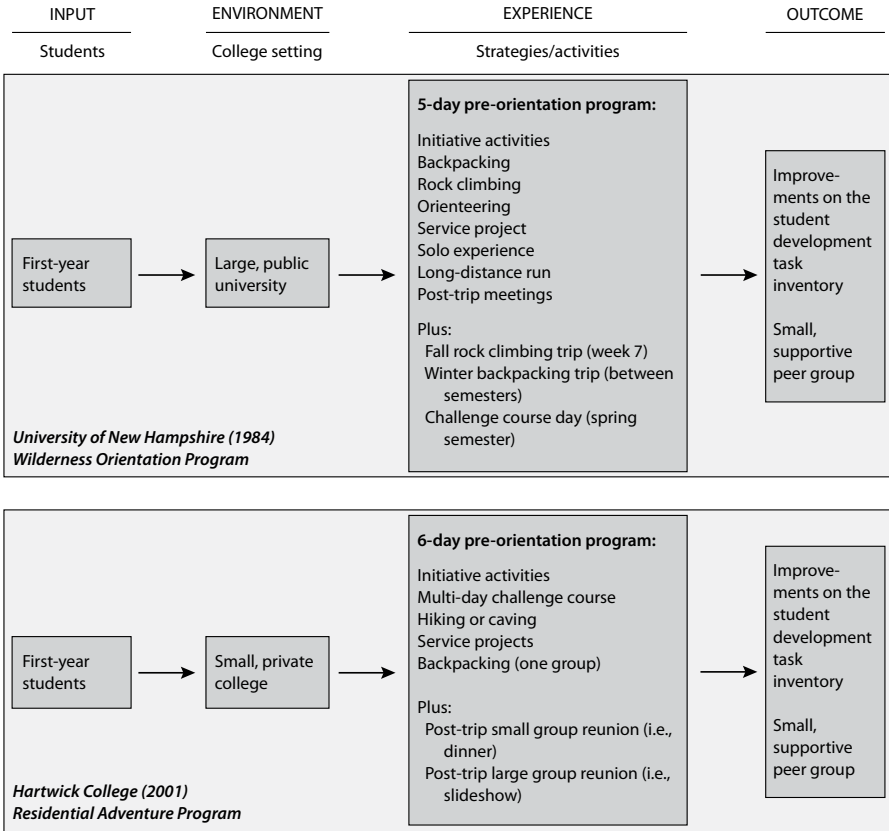 INPUT
ENVIRONMENT
EXPERIENCE
OUTCOME
Students
College setting
Strategies/activities
First-year
students
Large, public
university
5-day pre-orientation program:
Initiative activities
Backpacking
Rock climbing
Orienteering
Service project
Solo experience
Long-distance run
Post-trip meetings
Plus:
Fall rock climbing trip (week 7)
Winter backpacking trip (between
semesters)
Challenge course day (spring
semester)
Improve-
ments on the
student
development
task
inventory
Small,
supportive
peer group
University of New Hampshire (1984)
Wilderness Orientation Program
First-year
students
Small, private
college
6-day pre-orientation program:
Initiative activities
Multi-day challenge course
Hiking or caving
Service projects
Backpacking (one group)
Plus:
Post-trip small group reunion (i.e.,
dinner)
Post-trip large group reunion (i.e.,
slideshow)
Improve-
ments on the
student
development
task
inventory
Small,
supportive
peer group
Hartwick College (2001)
Residential Adventure Program